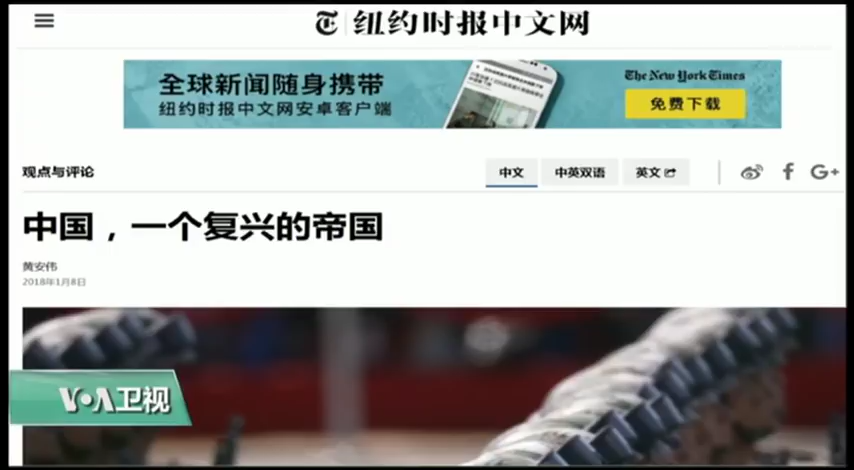 纽约时报中文网
全球新闻随身携带
纽约时报中文网安卓客户端
The New York Times
免费下载
观点与评论
中文
中英双语
英文
G+
中国，一个复兴的帝国
黄安伟
2018年1月8日
VOA卫视